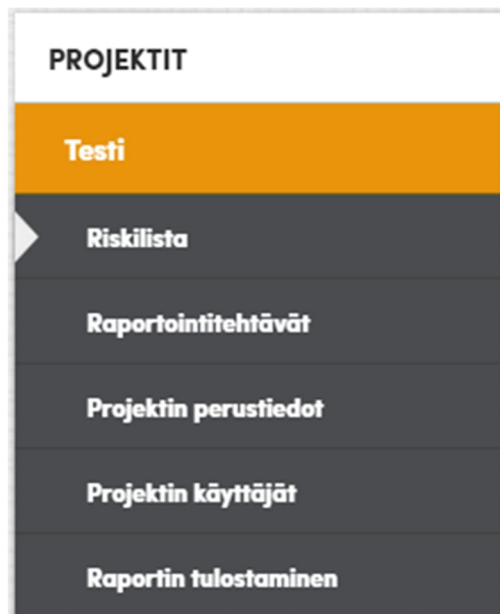 PROJEKTIT
Testi
Riskilista
Raportointitehtävät
Projektin perustiedot
Projektin käyttäjät
Raportin tulostaminen